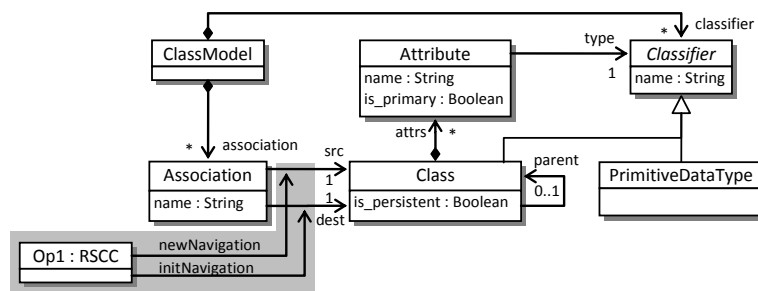 classifier
*
ClassModel
Attribute
name : String
is_primary : Boolean
type
1
Classifier
name : String
association
*
attrs
*
src
1
Association
name : String
1
dest
Class
is_persistent : Boolean
parent
0..1
PrimitiveDataType
Op1 : RSCC
newNavigation
initNavigation